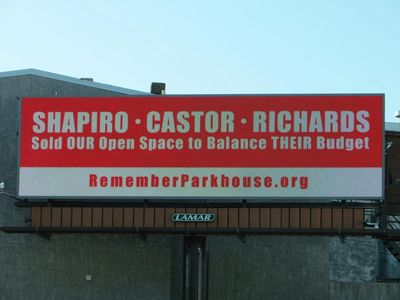 SHAPIRO · CASTOR · RICHARDS
Sold OUR Open Space to Balance THEIR Budget
RememberParkhouse.org
LAMAR